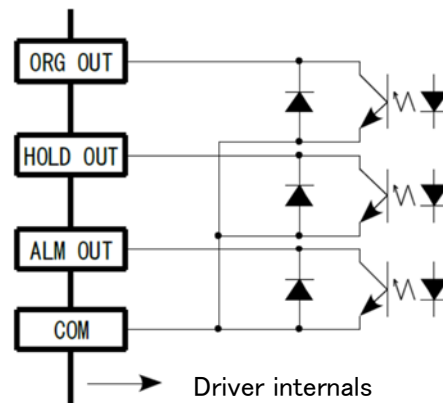 ORG OUT
HOLD OUT
ALM OUT
COM
Driver internals